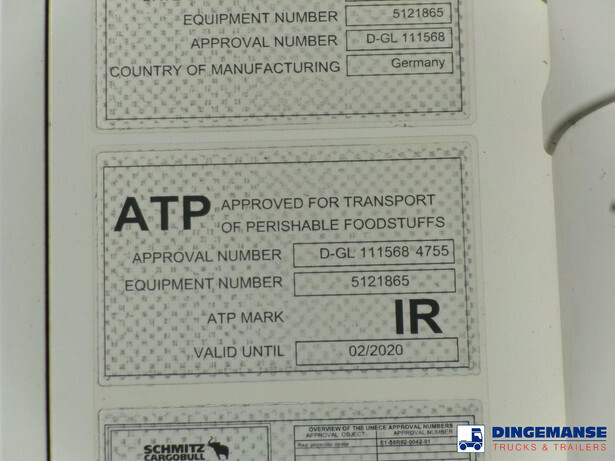 EQUIPMENT NUMBER 5121865
APPROVAL NUMBER D-GL 111568
COUNTRY OF MANUFACTURING Germany
ATP APPROVED FOR TRANSPORT
OF PERISHABLE FOODSTUFFS
APPROVAL NUMBER D-GL 111568 4755
EQUIPMENT NUMBER 5121865
ATP MARK IR
VALID UNTIL 02/2020
OVERVIEW OF THE UNECE APPROVAL NUMBERS
APPROVAL OBJECT APPROVAL NUMBER
SCHMITZ
CARGOBULL
DINGEMANSE
TRUCKS & TRAILERS